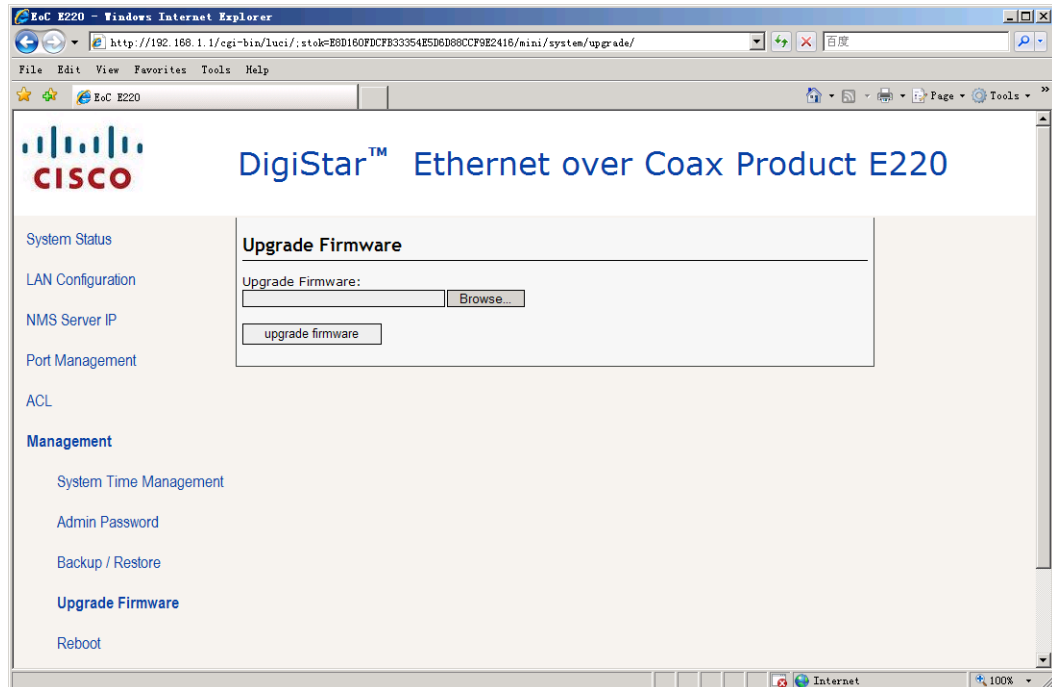 EoC E220 - Windows Internet Explorer
http://192.168.1.1/cgi-bin/luci/;stok=E8D160FDCFB33354E5D6D88CCF9E2416/mini/system/upgrade/
百度
File Edit View Favorites Tools Help
EoC E220
Page
Tools
»
CISCO
DigiStar™ Ethernet over Coax Product E220
System Status
LAN Configuration
NMS Server IP
Port Management
ACL
Management
System Time Management
Admin Password
Backup / Restore
Upgrade Firmware
Reboot
Upgrade Firmware
Upgrade Firmware:
Browse...
upgrade firmware
Internet
100%